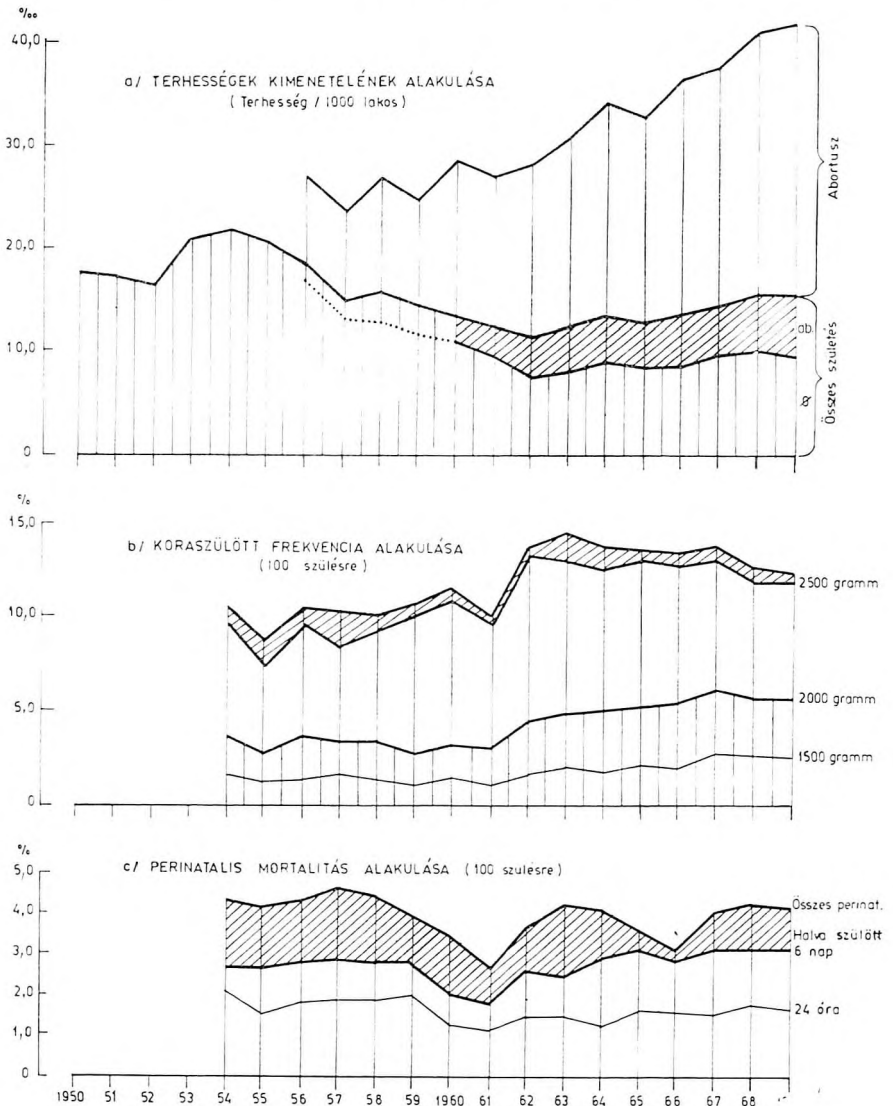 ‰
40,0
30,0
20,0
10,0
0
a/ TERHESSÉGEK KIMENETELÉNEK ALAKULÁSA
( Terhesség / 1000 lakos)
Abortusz
ab.
Összes születés
%
15,0
10,0
5,0
0
b/ KORASZÜLÖTT FREKVENCIA ALAKULÁSA
(100 szülésre)
2500 gramm
2000 gramm
1500 gramm
%
5,0
4,0
3,0
2,0
1,0
0
c/ PERINATALIS MORTALITÁS ALAKULÁSA (100 szülésre)
Összes perinat.
Halva szülött
6 nap
24 óra
1950 51 52 53 54 55 56 57 58 59 1960 61 62 63 64 65 66 67 68